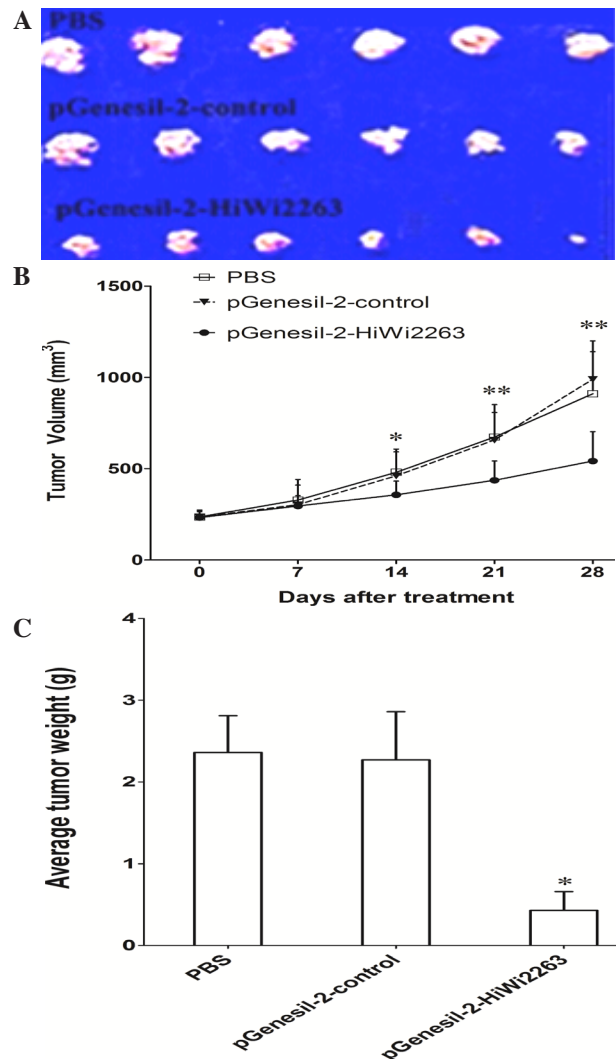 A
PBS
pGenesil-2-control
pGenesil-2-HiWi2263
B
PBS
pGenesil-2-control
pGenesil-2-HiWi2263
Tumor Volume (mm³)
1500
1000
500
0
* ** **
0 7 14 21 28
Days after treatment
C
Average tumor weight (g)
4
3
2
1
0
*
PBS
pGenesil-2-control
pGenesil-2-HiWi2263